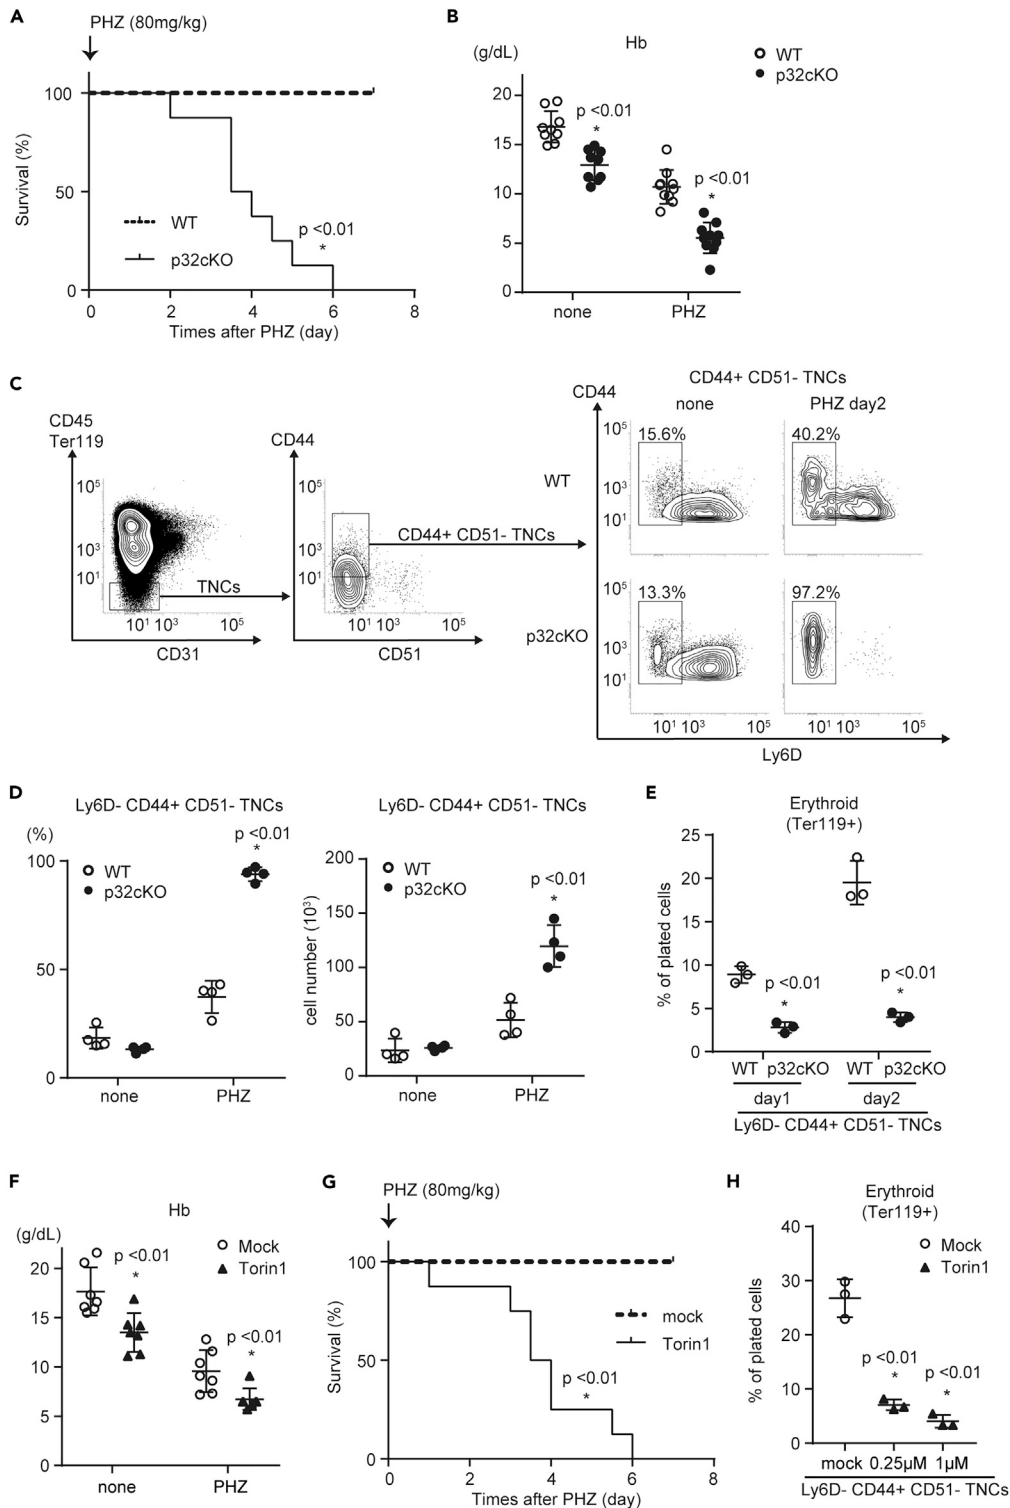 A
PHZ (80mg/kg)
Survival (%)
100
50
0
WT
p32cKO
p <0.01
*
0 2 4 6 8
Times after PHZ (day)
B
Hb
(g/dL)
WT
p32cKO
20
15
10
5
0
p <0.01
*
p <0.01
*
none PHZ
C
CD45
Ter119
10⁵
10³
10¹
TNCs
10¹ 10³ 10⁵
CD31
CD44
10⁵
10³
10¹
CD44+ CD51- TNCs
10¹ 10³ 10⁵
CD51
CD44+ CD51- TNCs
CD44
none PHZ day2
WT
10⁵
10³
10¹
15.6% 40.2%
p32cKO
10⁵
10³
10¹
13.3% 97.2%
10¹ 10³ 10⁵ 10¹ 10³ 10⁵
Ly6D
D
Ly6D- CD44+ CD51- TNCs
(%)
100
50
0
WT
p32cKO
p <0.01
*
none PHZ
Ly6D- CD44+ CD51- TNCs
cell number (10³)
200
150
100
50
0
WT
p32cKO
p <0.01
*
none PHZ
E
Erythroid
(Ter119+)
% of plated cells
25
20
15
10
5
0
p <0.01
*
p <0.01
*
WT p32cKO WT p32cKO
day1 day2
Ly6D- CD44+ CD51- TNCs
F
Hb
(g/dL)
20
15
10
5
0
Mock
Torin1
p <0.01
*
p <0.01
*
none PHZ
G
PHZ (80mg/kg)
Survival (%)
100
50
0
mock
Torin1
p <0.01
*
0 2 4 6 8
Times after PHZ (day)
H
Erythroid
(Ter119+)
% of plated cells
40
30
20
10
0
Mock
Torin1
p <0.01
*
p <0.01
*
mock 0.25μM 1μM
Ly6D- CD44+ CD51- TNCs